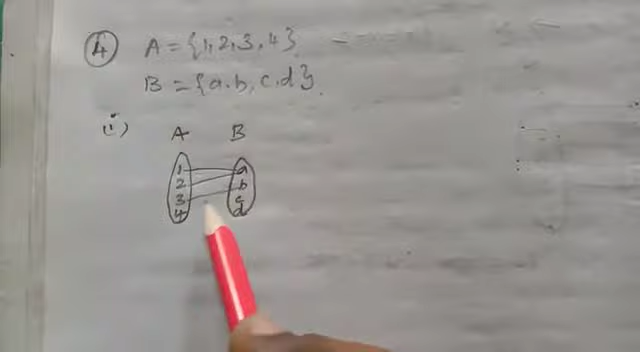 4 A = {1,2,3,4}
B = {a,b,c,d}.
(i) A B
1 a
2 b
3 c
4 d